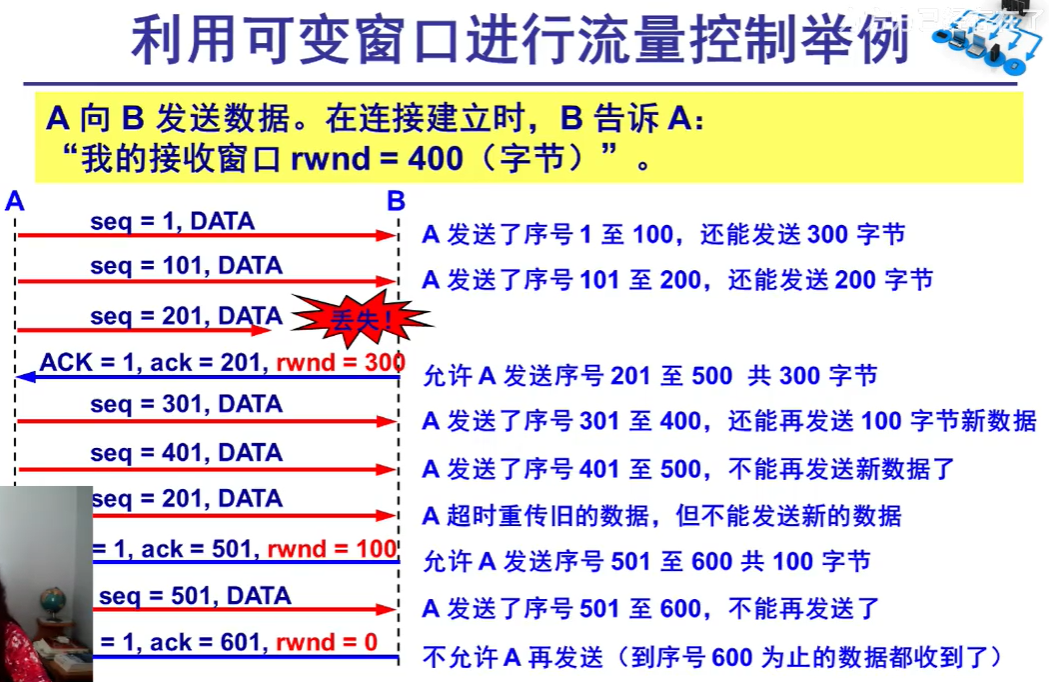 利用可变窗口进行流量控制举例
A 向 B 发送数据。在连接建立时，B 告诉 A：
“我的接收窗口 rwnd = 400（字节）”。
A
B
seq = 1, DATA
A 发送了序号 1 至 100，还能发送 300 字节
seq = 101, DATA
A 发送了序号 101 至 200，还能发送 200 字节
seq = 201, DATA
丢失！
ACK = 1, ack = 201, rwnd = 300
允许 A 发送序号 201 至 500 共 300 字节
seq = 301, DATA
A 发送了序号 301 至 400，还能再发送 100 字节新数据
seq = 401, DATA
A 发送了序号 401 至 500，不能再发送新数据了
seq = 201, DATA
A 超时重传旧的数据，但不能发送新的数据
= 1, ack = 501, rwnd = 100
允许 A 发送序号 501 至 600 共 100 字节
seq = 501, DATA
A 发送了序号 501 至 600，不能再发送了
= 1, ack = 601, rwnd = 0
不允许 A 再发送（到序号 600 为止的数据都收到了）